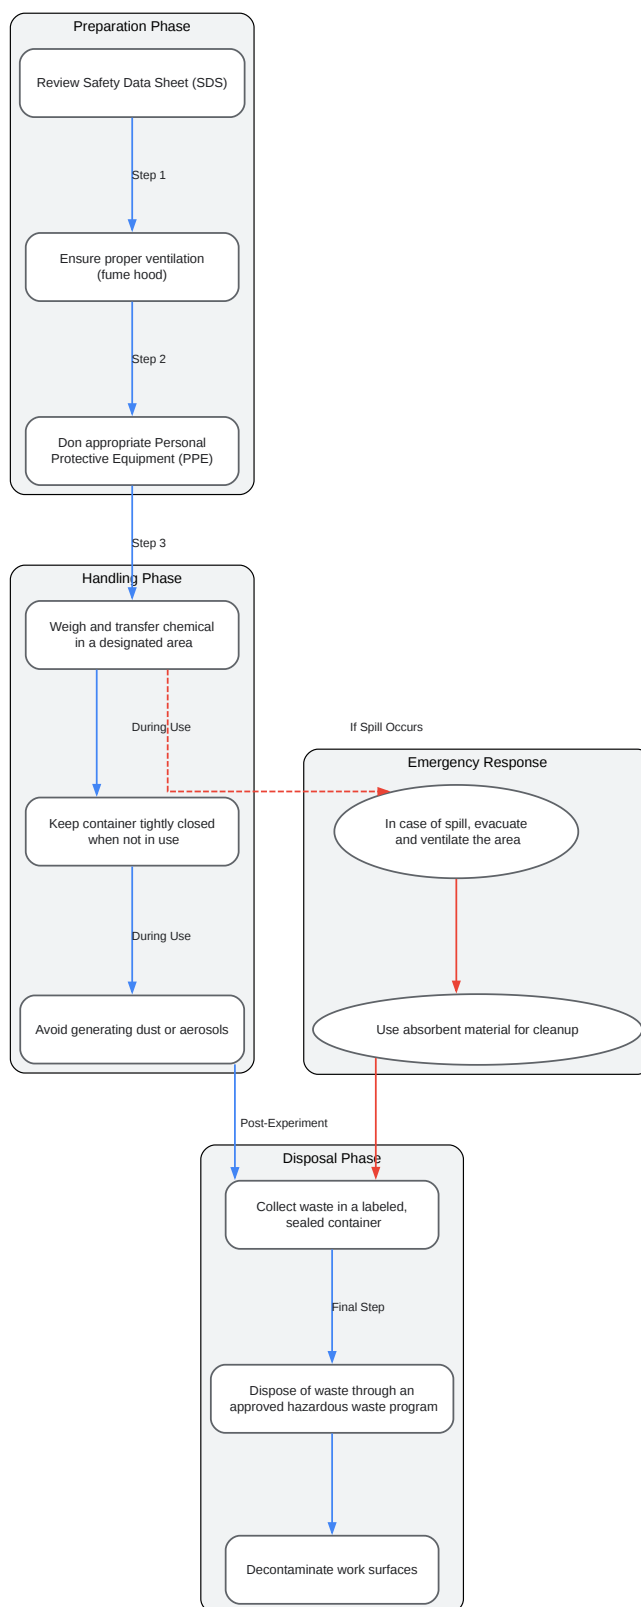 Preparation Phase
Review Safety Data Sheet (SDS)
Step 1
Ensure proper ventilation
(fume hood)
Step 2
Don appropriate Personal
Protective Equipment (PPE)
Step 3
Handling Phase
Weigh and transfer chemical
in a designated area
During Use
If Spill Occurs
Emergency Response
In case of spill, evacuate
and ventilate the area
Keep container tightly closed
when not in use
During Use
Avoid generating dust or aerosols
Use absorbent material for cleanup
Post-Experiment
Disposal Phase
Collect waste in a labeled,
sealed container
Final Step
Dispose of waste through an
approved hazardous waste program
Decontaminate work surfaces